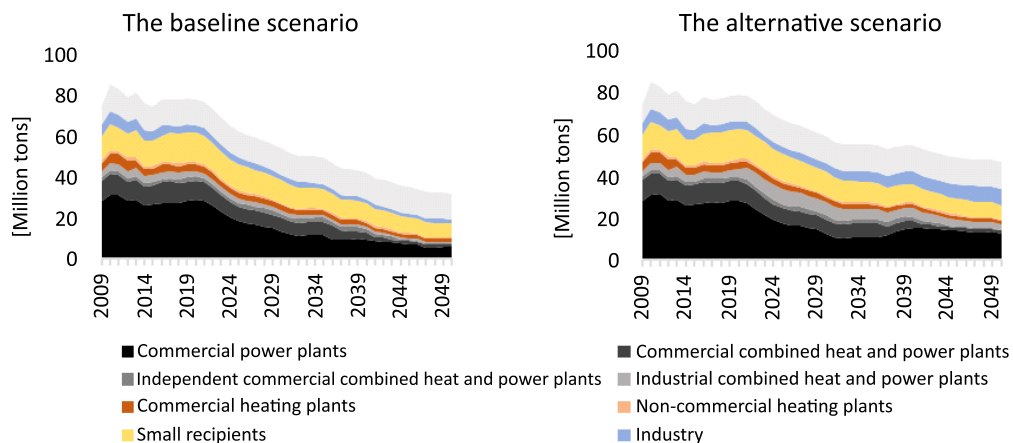 The baseline scenario
[Million tons]
100
80
60
40
20
0
2009 2014 2019 2024 2029 2034 2039 2044 2049
The alternative scenario
[Million tons]
100
80
60
40
20
0
2009 2014 2019 2024 2029 2034 2039 2044 2049
Commercial power plants
Commercial combined heat and power plants
Independent commercial combined heat and power plants
Industrial combined heat and power plants
Commercial heating plants
Non-commercial heating plants
Small recipients
Industry